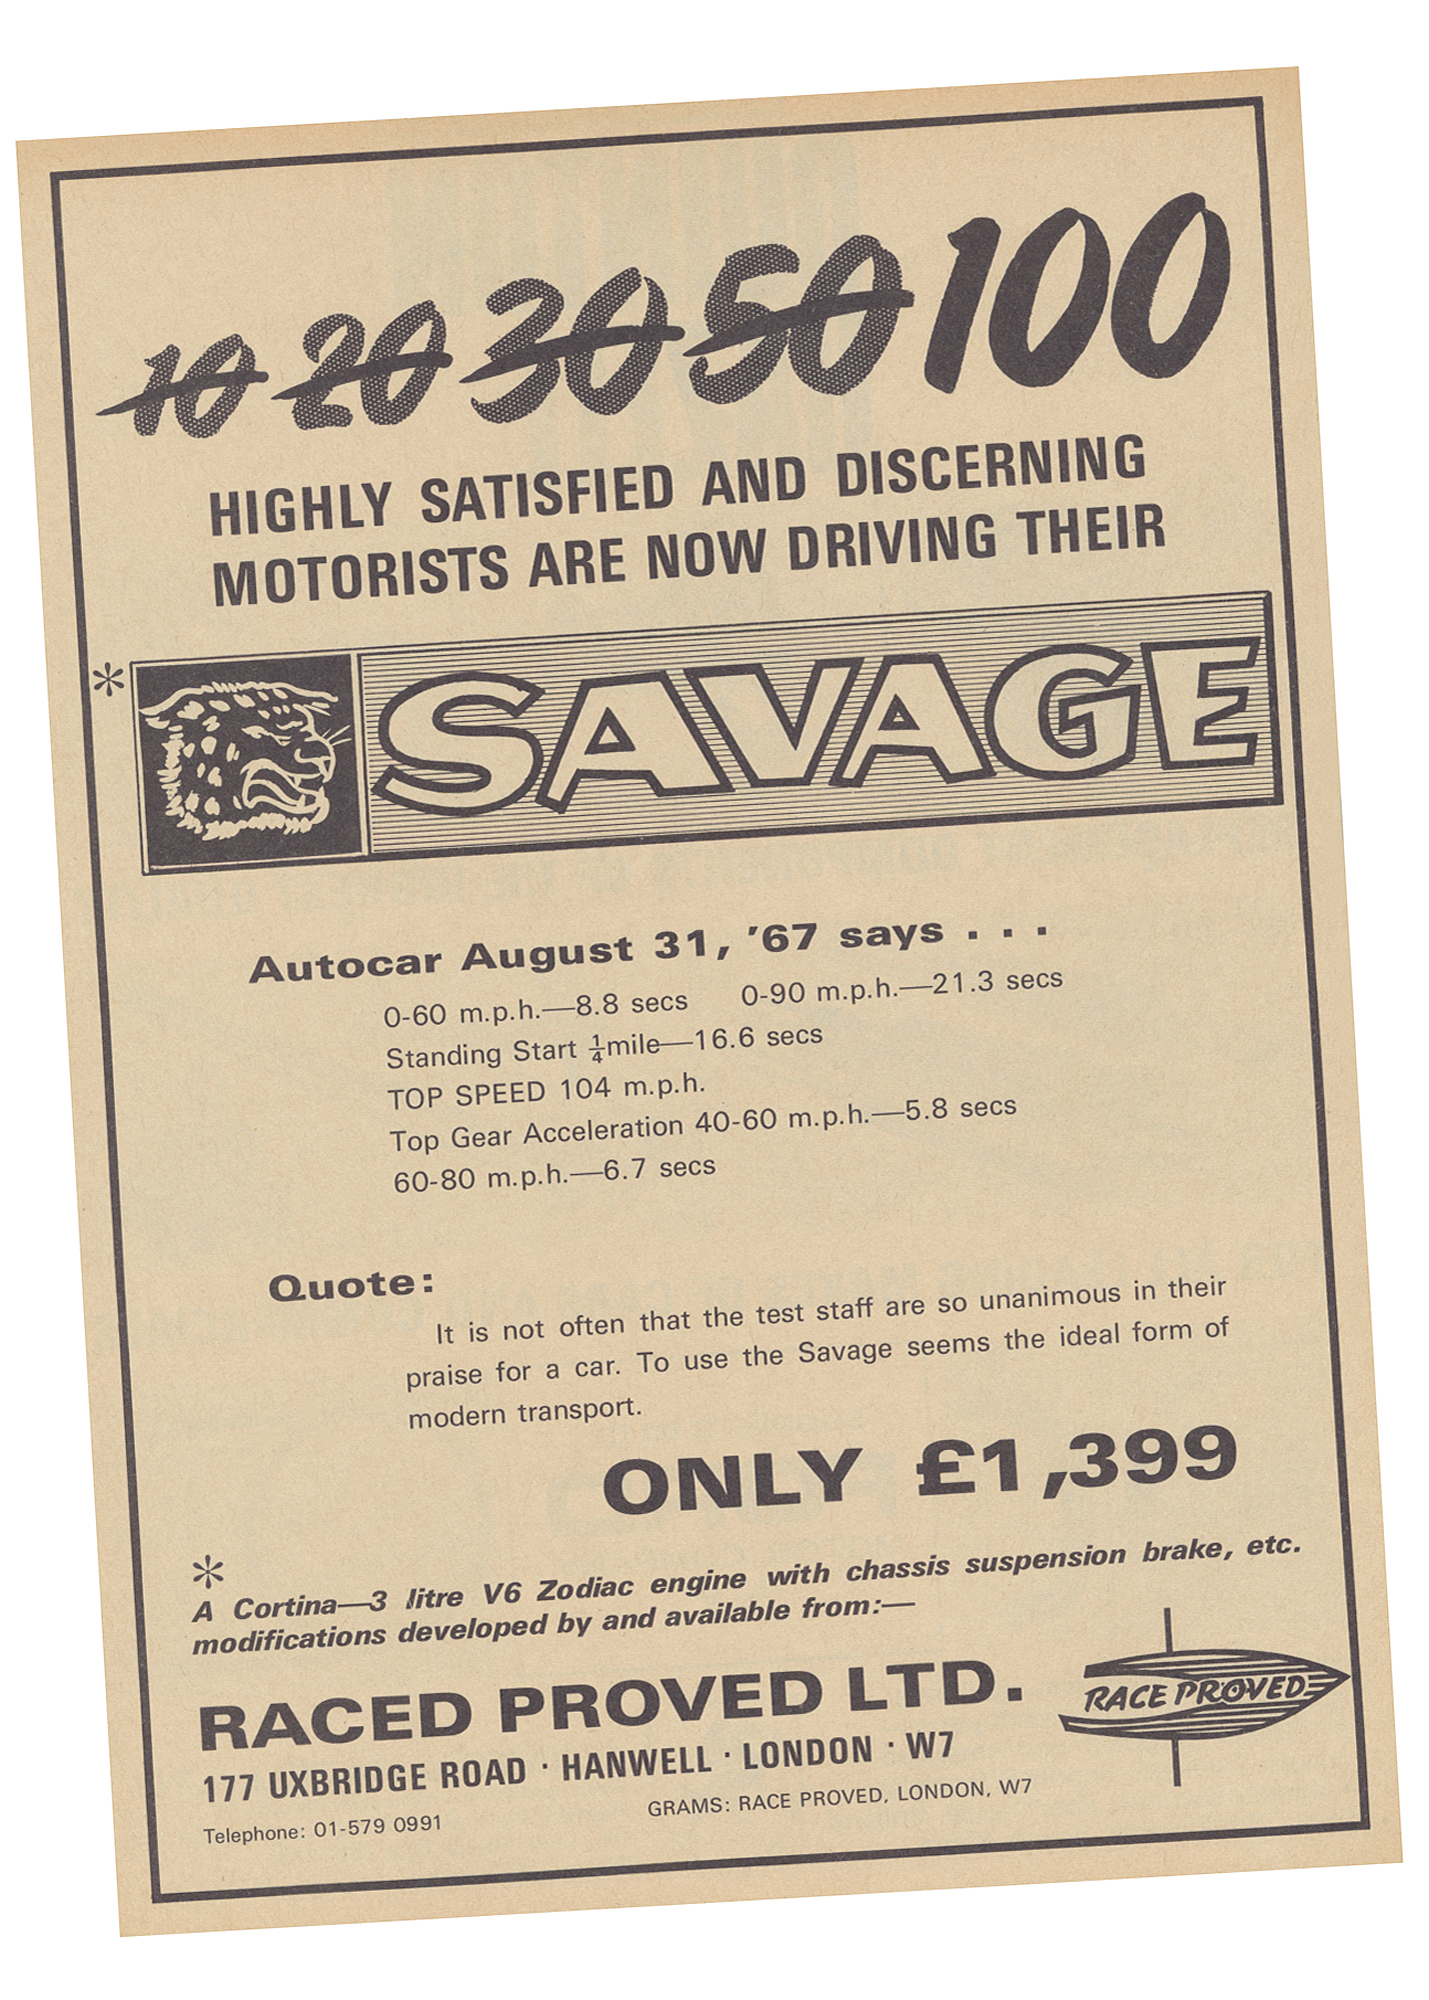 10 20 30 50 100
HIGHLY SATISFIED AND DISCERNING
MOTORISTS ARE NOW DRIVING THEIR
* SAVAGE
Autocar August 31, '67 says . . .
0-60 m.p.h.—8.8 secs 0-90 m.p.h.—21.3 secs
Standing Start ¼mile—16.6 secs
TOP SPEED 104 m.p.h.
Top Gear Acceleration 40-60 m.p.h.—5.8 secs
60-80 m.p.h.—6.7 secs
Quote:
It is not often that the test staff are so unanimous in their
praise for a car. To use the Savage seems the ideal form of
modern transport.
ONLY £1,399
*
A Cortina—3 litre V6 Zodiac engine with chassis suspension brake, etc.
modifications developed by and available from:—
RACED PROVED LTD.
RACE PROVED
177 UXBRIDGE ROAD · HANWELL · LONDON · W7
Telephone: 01-579 0991
GRAMS: RACE PROVED, LONDON, W7